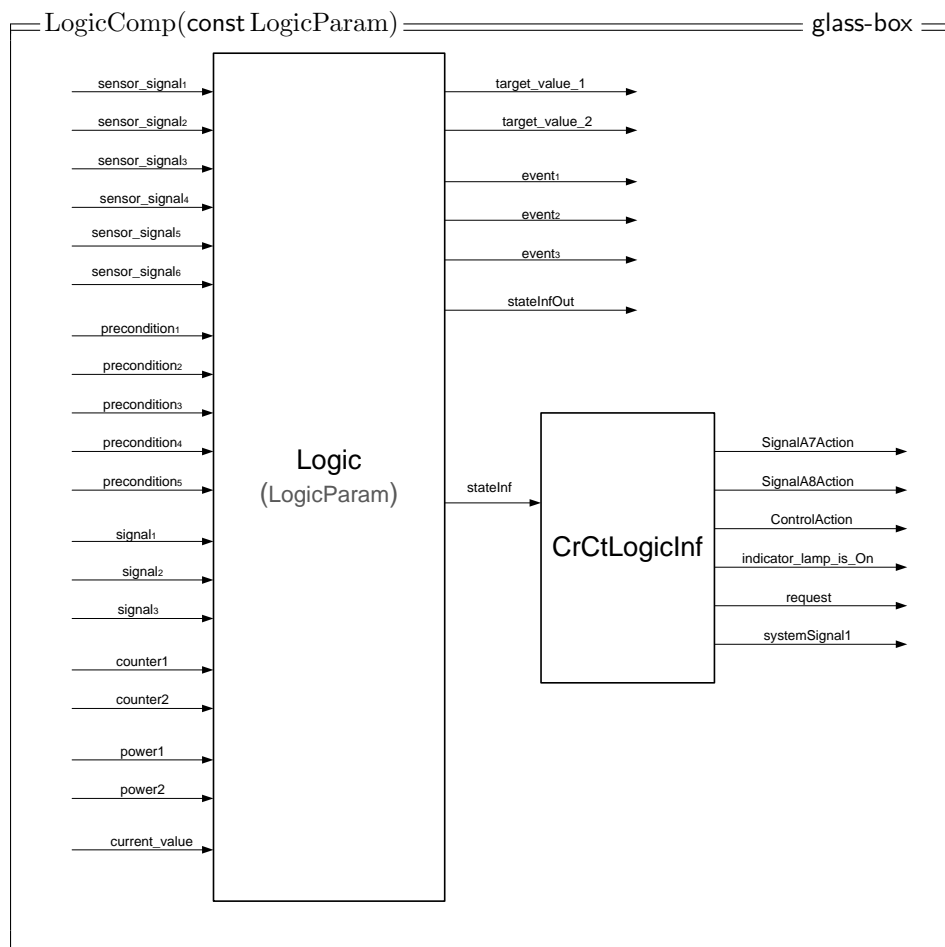 LogicComp(const LogicParam) glass-box
sensor_signal₁
sensor_signal₂
sensor_signal₃
sensor_signal₄
sensor_signal₅
sensor_signal₆
precondition₁
precondition₂
precondition₃
precondition₄
precondition₅
signal₁
signal₂
signal₃
counter1
counter2
power1
power2
current_value
Logic
(LogicParam)
target_value_1
target_value_2
event₁
event₂
event₃
stateInfOut
stateInf
CrCtLogicInf
SignalA7Action
SignalA8Action
ControlAction
indicator_lamp_is_On
request
systemSignal1